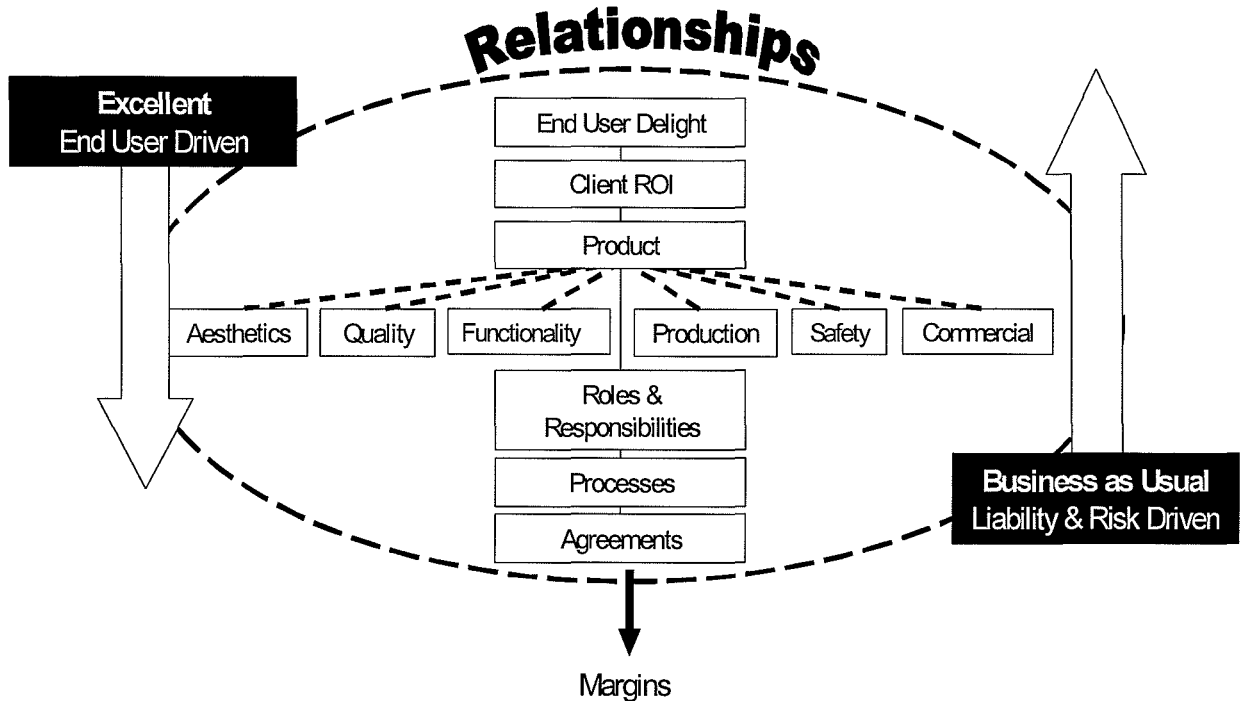 Relationships
Excellent
End User Driven
End User Delight
Client ROI
Product
Aesthetics
Quality
Functionality
Production
Safety
Commercial
Roles &
Responsibilities
Processes
Agreements
Business as Usual
Liability & Risk Driven
Margins